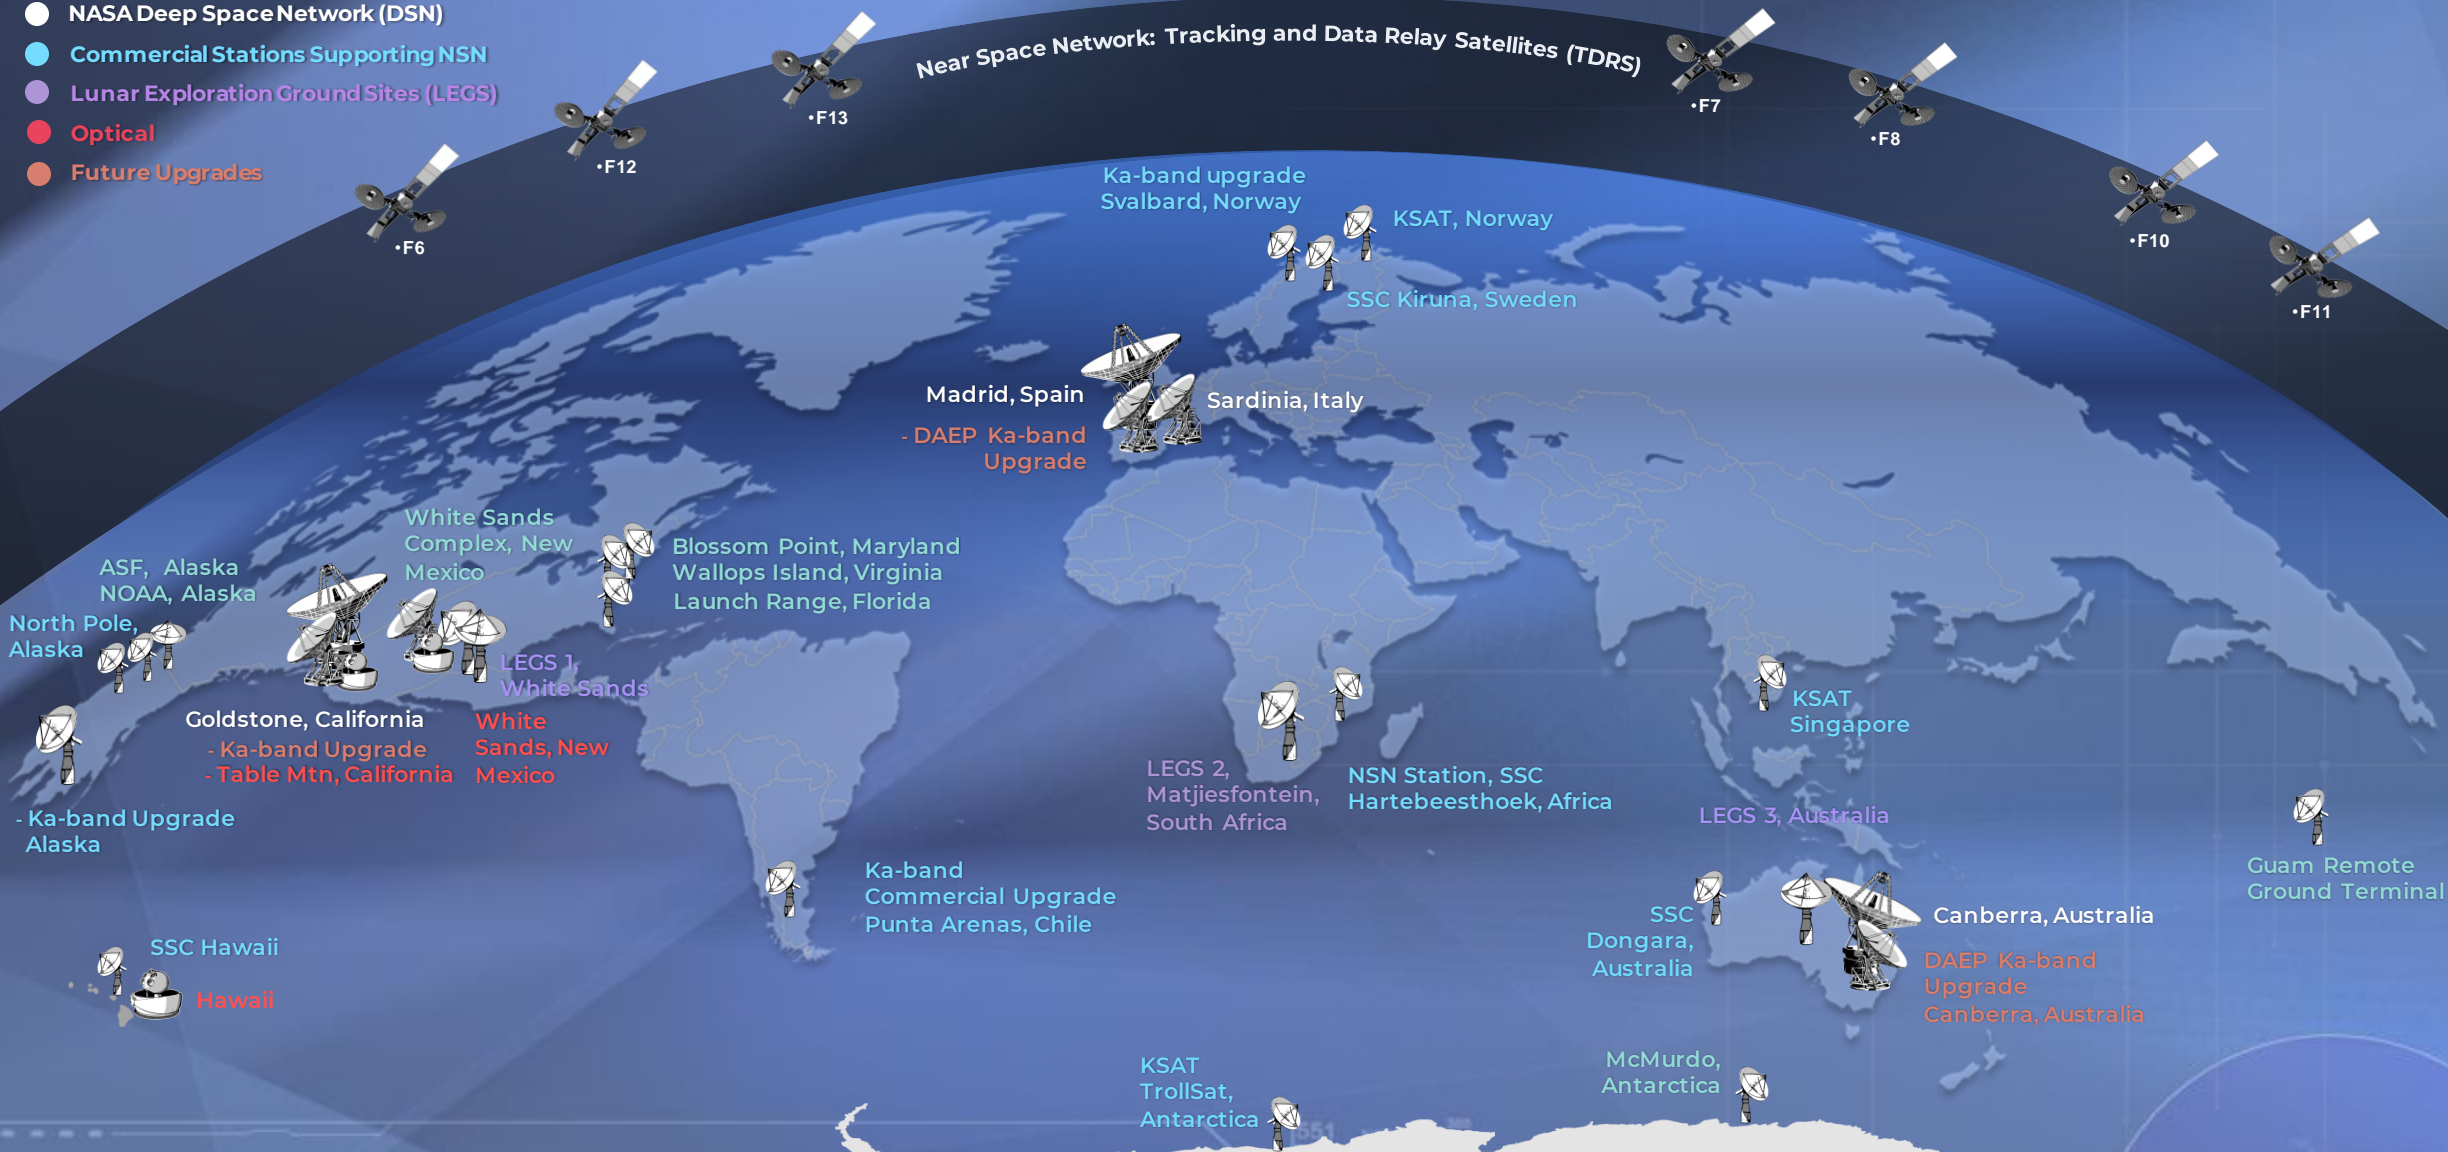 NASA Deep Space Network (DSN)
Commercial Stations Supporting NSN
Lunar Exploration Ground Sites (LEGS)
Optical
Future Upgrades
Near Space Network: Tracking and Data Relay Satellites (TDRS)
•F6
•F12
•F13
•F7
•F8
•F10
•F11
Ka-band upgrade
Svalbard, Norway
KSAT, Norway
SSC Kiruna, Sweden
Madrid, Spain
- DAEP Ka-band
Upgrade
Sardinia, Italy
White Sands
Complex, New
Mexico
ASF, Alaska
NOAA, Alaska
North Pole,
Alaska
Blossom Point, Maryland
Wallops Island, Virginia
Launch Range, Florida
LEGS 1,
White Sands
Goldstone, California
- Ka-band Upgrade
- Table Mtn, California
White
Sands, New
Mexico
- Ka-band Upgrade
Alaska
KSAT
Singapore
LEGS 2,
Matjiesfontein,
South Africa
NSN Station, SSC
Hartebeesthoek, Africa
LEGS 3, Australia
Guam Remote
Ground Terminal
Ka-band
Commercial Upgrade
Punta Arenas, Chile
SSC
Dongara,
Australia
Canberra, Australia
DAEP Ka-band
Upgrade
Canberra, Australia
SSC Hawaii
Hawaii
KSAT
TrollSat,
Antarctica
McMurdo,
Antarctica